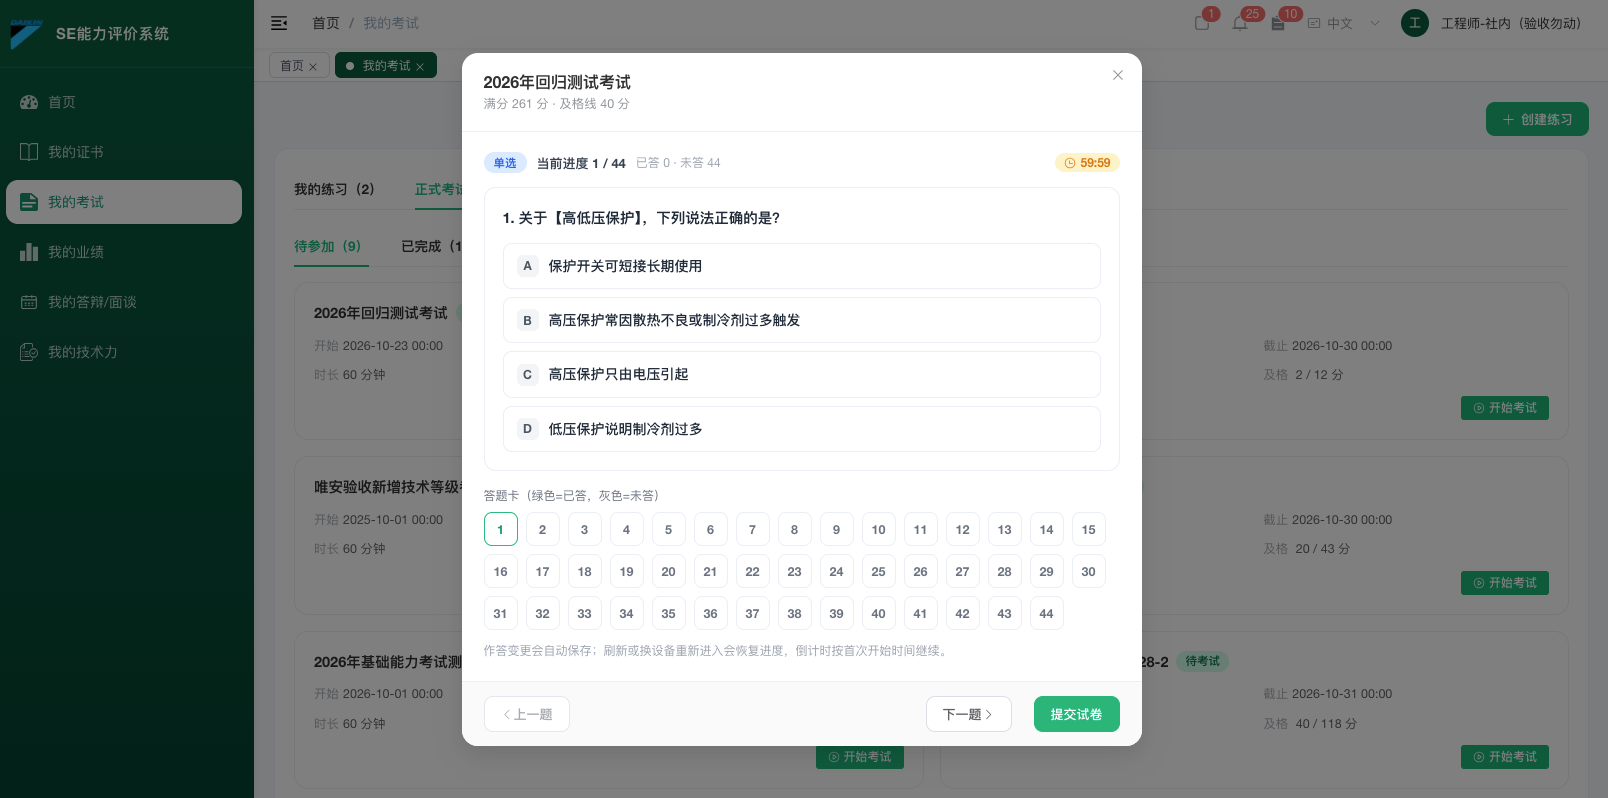 DAIKIN
SE能力评价系统
首页
我的证书
我的考试
我的业绩
我的答辩/面谈
我的技术力
首页 / 我的考试
1
25
10
中文
工
工程师-社内（验收勿动）
首页
我的考试
创建练习
我的练习（2）
正式考试
待参加（9）
已完成（1
2026年回归测试考试
开始 2026-10-23 00:00
时长 60 分钟
截止 2026-10-30 00:00
及格 2 / 12 分
开始考试
唯安验收新增技术等级
开始 2025-10-01 00:00
时长 60 分钟
截止 2026-10-30 00:00
及格 20 / 43 分
开始考试
2026年基础能力考试测
开始 2026-10-01 00:00
时长 60 分钟
开始考试
28-2 待考试
截止 2026-10-31 00:00
及格 40 / 118 分
开始考试
2026年回归测试考试
满分 261 分 · 及格线 40 分
单选 当前进度 1 / 44 已答 0 · 未答 44
59:59
1. 关于【高低压保护】，下列说法正确的是?
A 保护开关可短接长期使用
B 高压保护常因散热不良或制冷剂过多触发
C 高压保护只由电压引起
D 低压保护说明制冷剂过多
答题卡（绿色=已答，灰色=未答）
1 2 3 4 5 6 7 8 9 10 11 12 13 14 15
16 17 18 19 20 21 22 23 24 25 26 27 28 29 30
31 32 33 34 35 36 37 38 39 40 41 42 43 44
作答变更会自动保存；刷新或换设备重新进入会恢复进度，倒计时按首次开始时间继续。
上一题
下一题
提交试卷